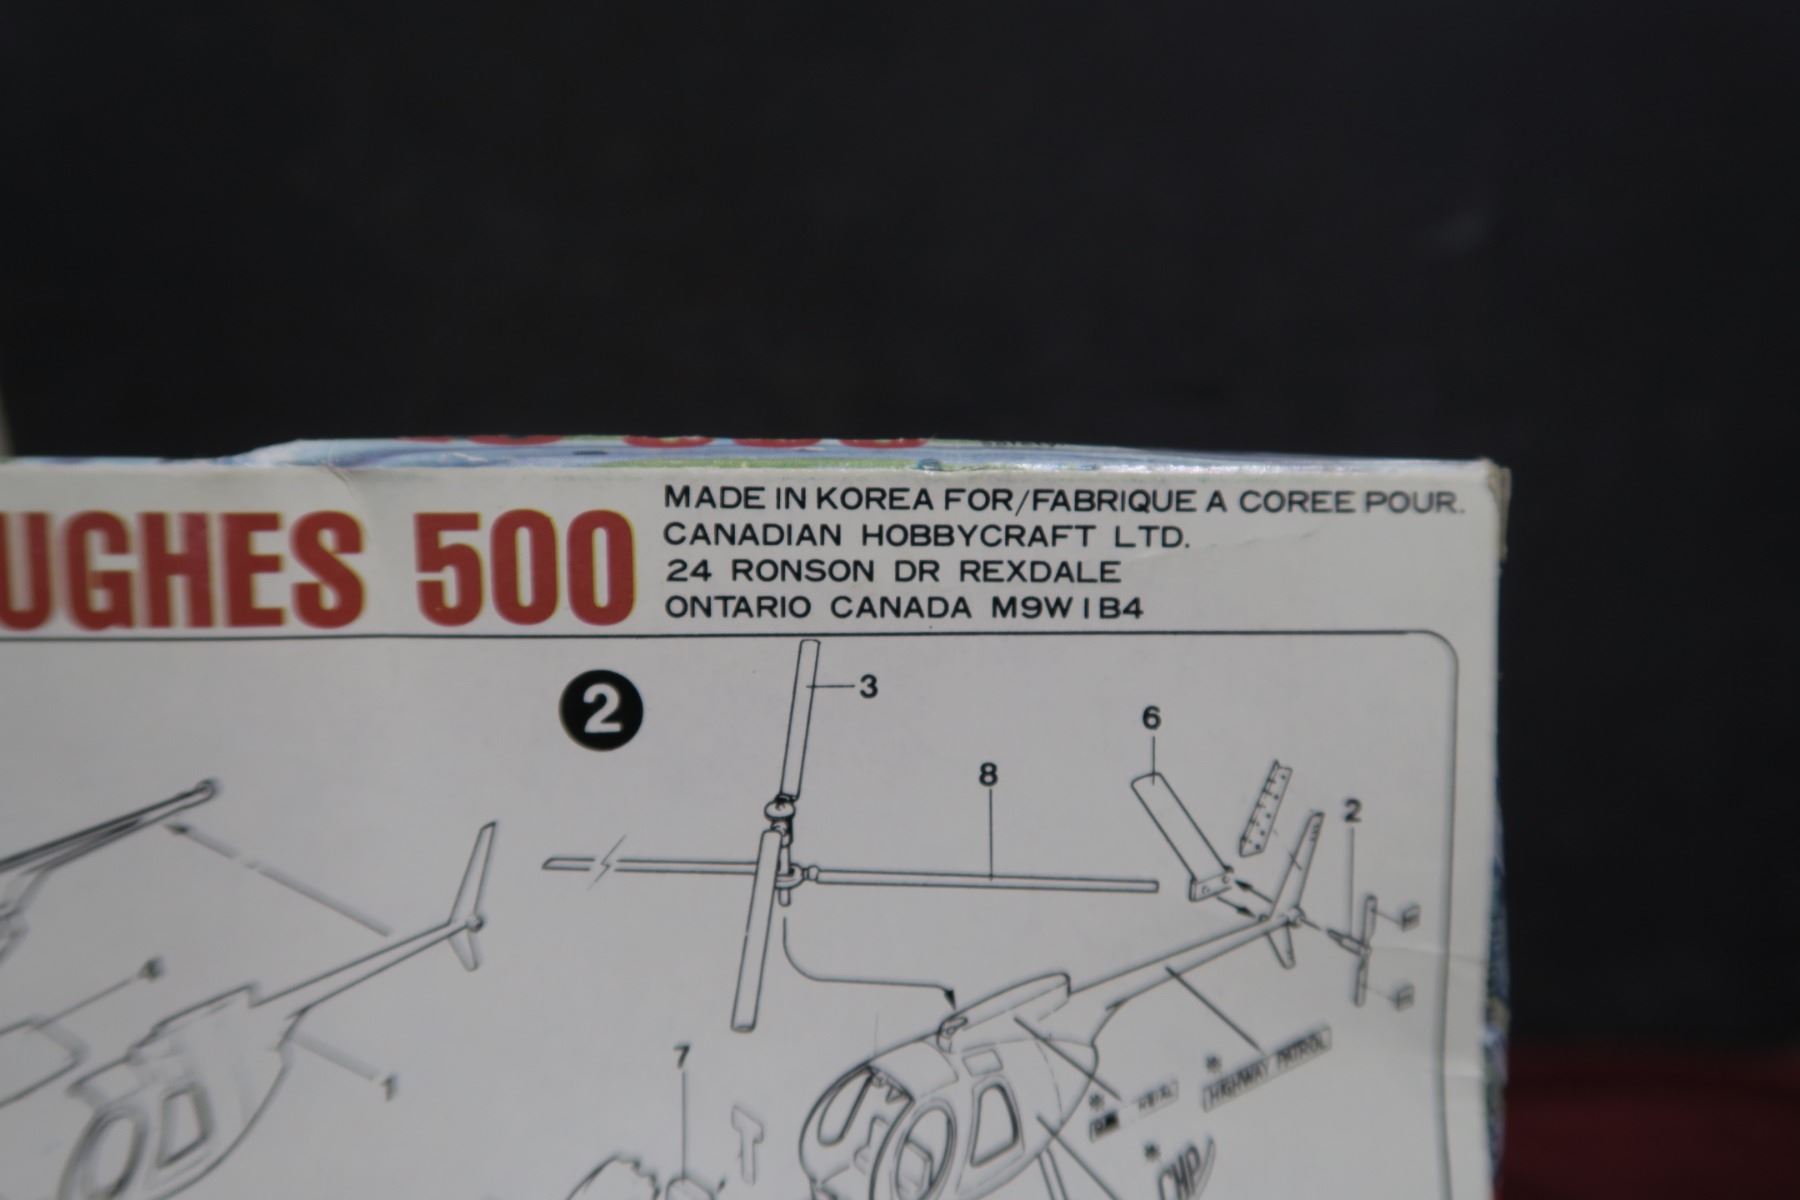 UGHES 500
MADE IN KOREA FOR/FABRIQUE A COREE POUR.
CANADIAN HOBBYCRAFT LTD.
24 RONSON DR REXDALE
ONTARIO CANADA M9W1B4
2
3
6
8
2
7
1
* HIGHWAY PATROL
*
* CHP